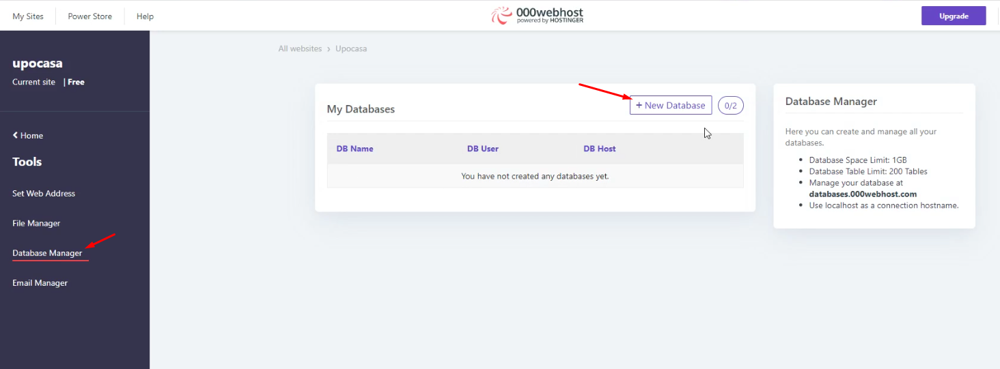 My Sites
Power Store
Help
000webhost
powered by HOSTINGER
Upgrade
upocasa
Current site | Free
Home
Tools
Set Web Address
File Manager
Database Manager
Email Manager
All websites › Upocasa
My Databases
+ New Database
0/2
DB Name
DB User
DB Host
You have not created any databases yet.
Database Manager
Here you can create and manage all your
databases.
• Database Space Limit: 1GB
• Database Table Limit: 200 Tables
• Manage your database at
databases.000webhost.com
• Use localhost as a connection hostname.